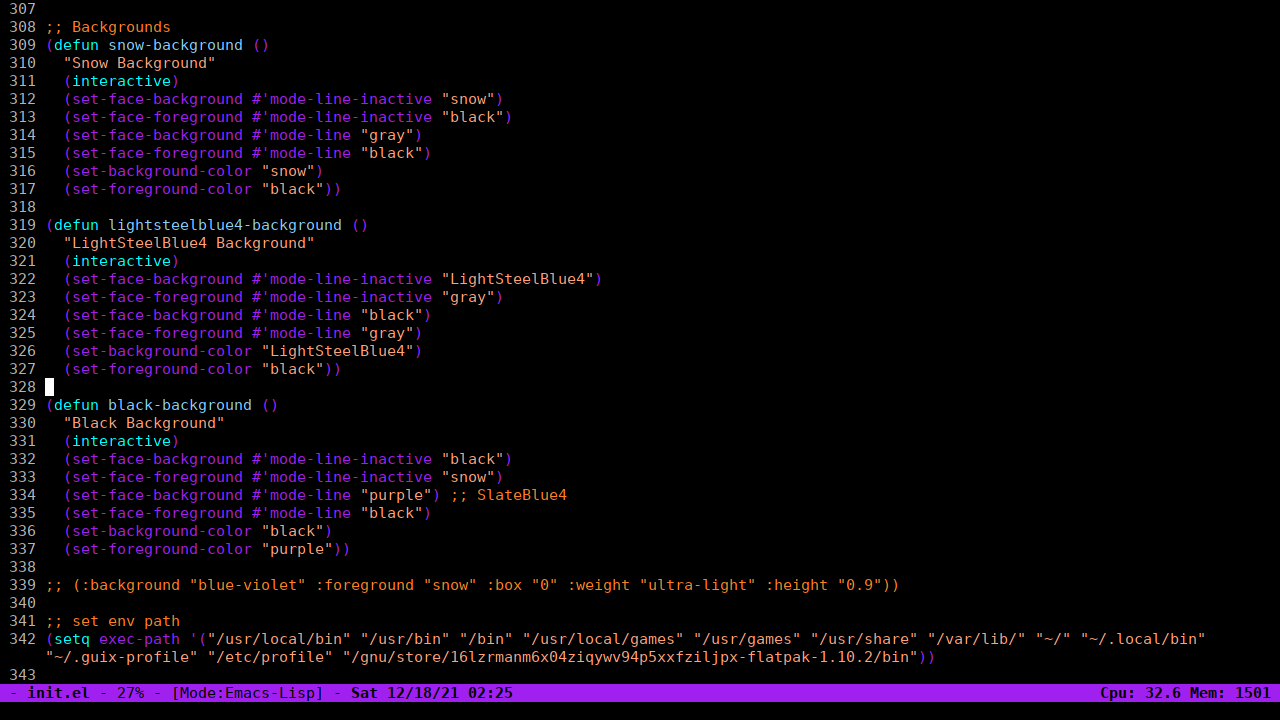 307
308 ;; Backgrounds
309 (defun snow-background ()
310   "Snow Background"
311   (interactive)
312   (set-face-background #'mode-line-inactive "snow")
313   (set-face-foreground #'mode-line-inactive "black")
314   (set-face-background #'mode-line "gray")
315   (set-face-foreground #'mode-line "black")
316   (set-background-color "snow")
317   (set-foreground-color "black"))
318
319 (defun lightsteelblue4-background ()
320   "LightSteelBlue4 Background"
321   (interactive)
322   (set-face-background #'mode-line-inactive "LightSteelBlue4")
323   (set-face-foreground #'mode-line-inactive "gray")
324   (set-face-background #'mode-line "black")
325   (set-face-foreground #'mode-line "gray")
326   (set-background-color "LightSteelBlue4")
327   (set-foreground-color "black"))
328
329 (defun black-background ()
330   "Black Background"
331   (interactive)
332   (set-face-background #'mode-line-inactive "black")
333   (set-face-foreground #'mode-line-inactive "snow")
334   (set-face-background #'mode-line "purple") ;; SlateBlue4
335   (set-face-foreground #'mode-line "black")
336   (set-background-color "black")
337   (set-foreground-color "purple"))
338
339 ;; (:background "blue-violet" :foreground "snow" :box "0" :weight "ultra-light" :height "0.9"))
340
341 ;; set env path
342 (setq exec-path '("/usr/local/bin" "/usr/bin" "/bin" "/usr/local/games" "/usr/games" "/usr/share" "/var/lib/" "~/" "~/.local/bin"
"~/.guix-profile" "/etc/profile" "/gnu/store/16lzrmanm6x04ziqywv94p5xxfziljpx-flatpak-1.10.2/bin"))
343
- init.el - 27% - [Mode:Emacs-Lisp] - Sat 12/18/21 02:25 Cpu: 32.6 Mem: 1501